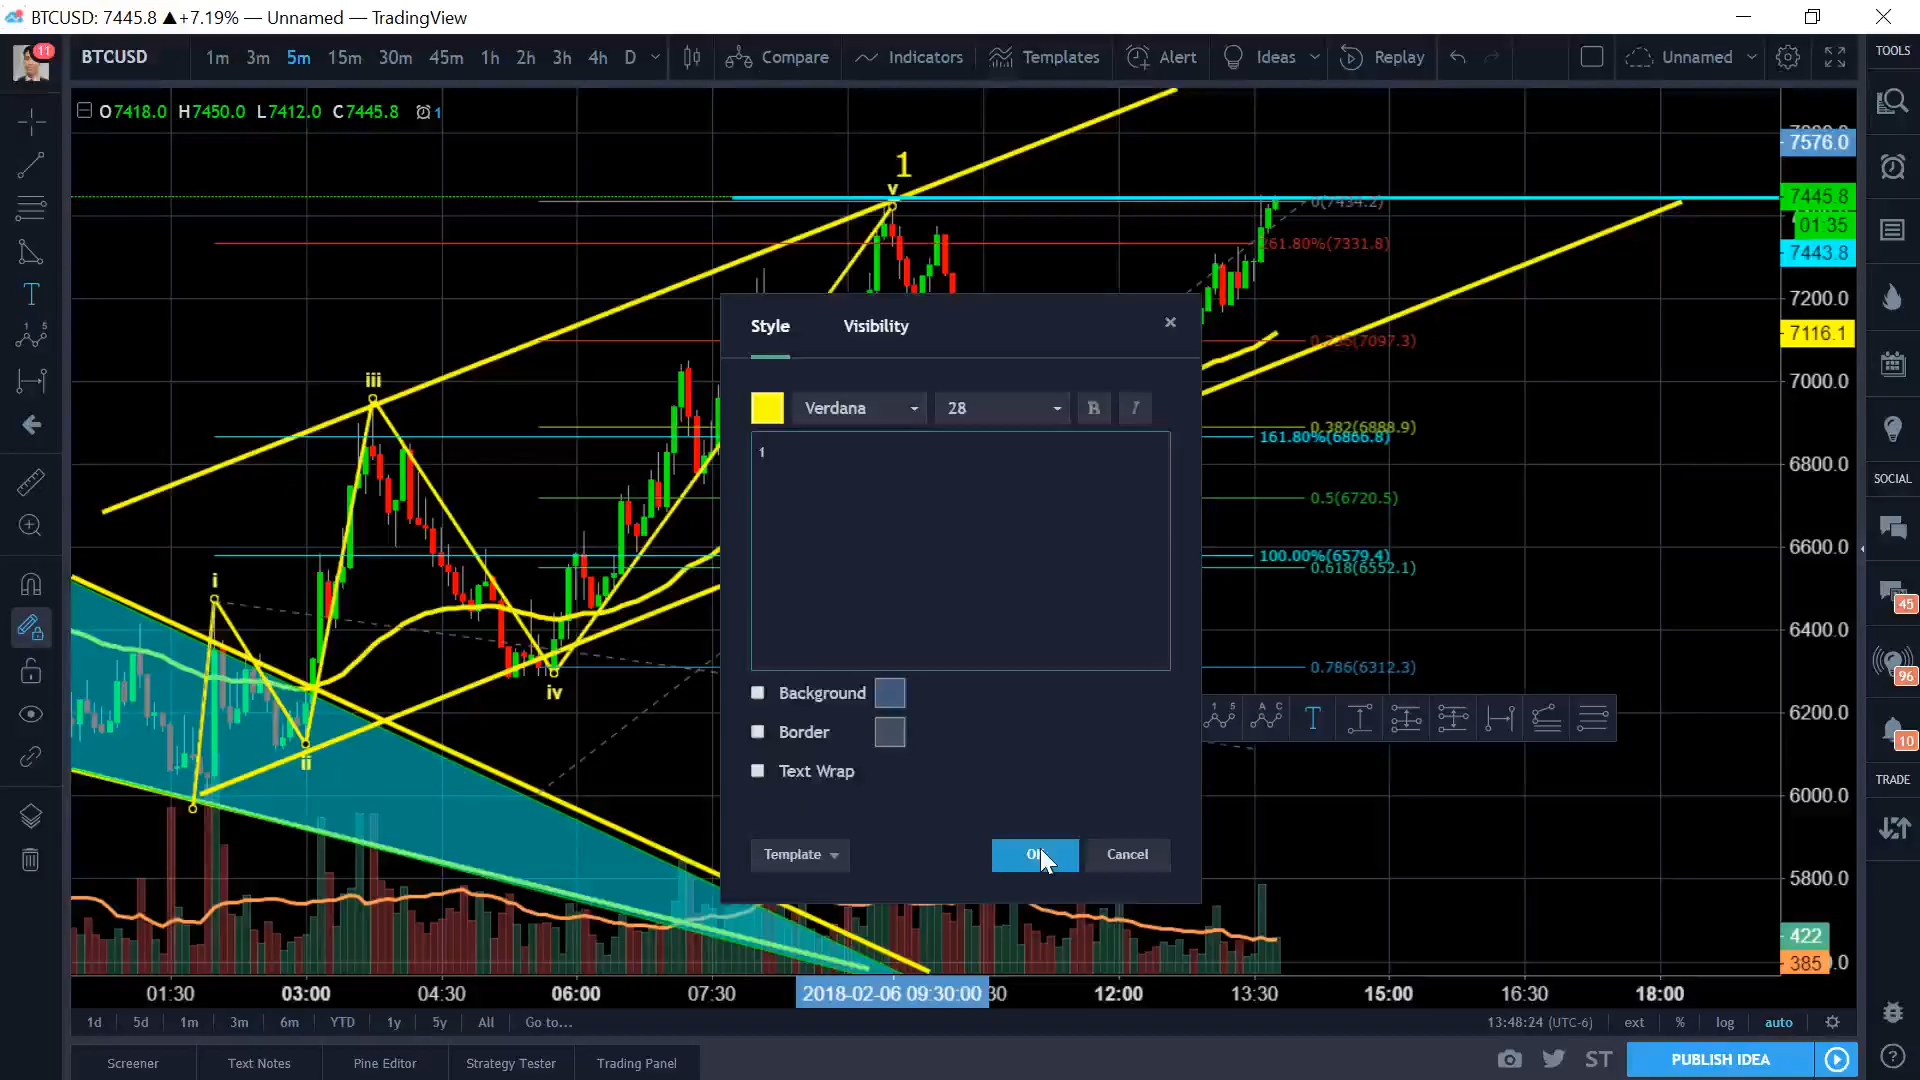 BTCUSD: 7445.8 ▲+7.19% — Unnamed — TradingView
11
BTCUSD 1m 3m 5m 15m 30m 45m 1h 2h 3h 4h D Compare Indicators Templates Alert Ideas Replay Unnamed
TOOLS
O7418.0 H7450.0 L7412.0 C7445.8 1
7576.0
7445.8
01:35
7443.8
7200.0
7116.1
7000.0
6800.0
6600.0
6400.0
6200.0
6000.0
5800.0
422
385
1
v
iii
i
iv
ii
0(7434.2)
261.80%(7331.8)
(7097.3)
0.382(6888.9)
161.80%(6866.8)
0.5(6720.5)
100.00%(6579.4)
0.618(6552.1)
0.786(6312.3)
Style Visibility
Verdana 28 B I
1
Background
Border
Text Wrap
Template
Cancel
SOCIAL
45
96
10
TRADE
01:30 03:00 04:30 06:00 07:30 2018-02-06 09:30:00 12:00 13:30 15:00 16:30 18:00
1d 5d 1m 3m 6m YTD 1y 5y All Go to... 13:48:24 (UTC-6) ext % log auto
Screener Text Notes Pine Editor Strategy Tester Trading Panel ST PUBLISH IDEA